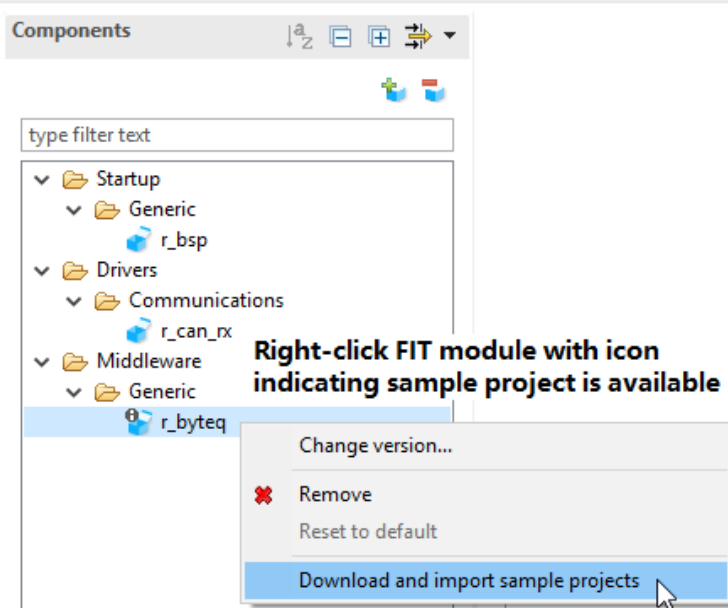 Components
type filter text
Startup
Generic
r_bsp
Drivers
Communications
r_can_rx
Middleware
Generic
r_byteq
Right-click FIT module with icon
indicating sample project is available
Change version...
Remove
Reset to default
Download and import sample projects